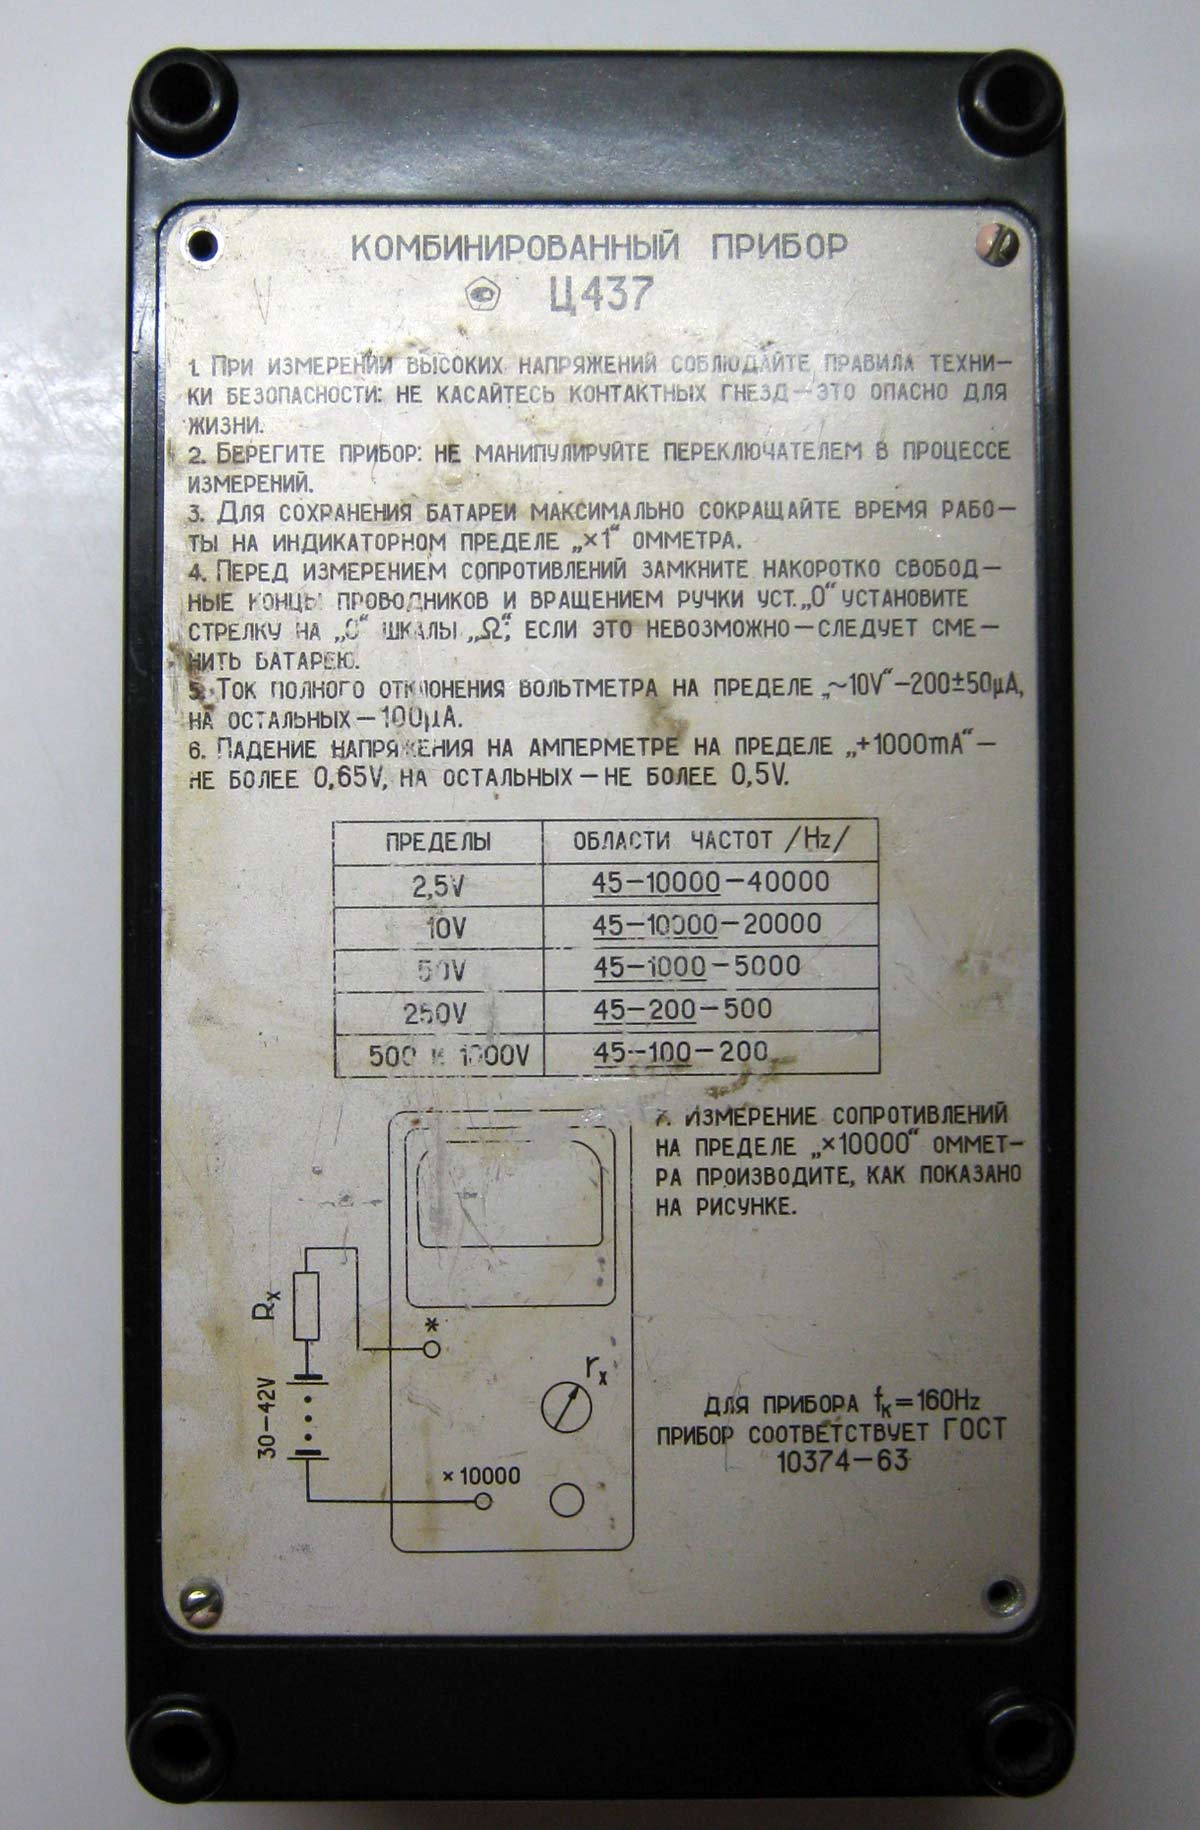 КОМБИНИРОВАННЫЙ ПРИБОР
Ц437
1. ПРИ ИЗМЕРЕНИИ ВЫСОКИХ НАПРЯЖЕНИЙ СОБЛЮДАЙТЕ ПРАВИЛА ТЕХНИ—
КИ БЕЗОПАСНОСТИ: НЕ КАСАЙТЕСЬ КОНТАКТНЫХ ГНЕЗД—ЭТО ОПАСНО ДЛЯ
ЖИЗНИ.
2. БЕРЕГИТЕ ПРИБОР: НЕ МАНИПУЛИРУЙТЕ ПЕРЕКЛЮЧАТЕЛЕМ В ПРОЦЕССЕ
ИЗМЕРЕНИЙ.
3. ДЛЯ СОХРАНЕНИЯ БАТАРЕИ МАКСИМАЛЬНО СОКРАЩАЙТЕ ВРЕМЯ РАБО—
ТЫ НА ИНДИКАТОРНОМ ПРЕДЕЛЕ „×1“ ОММЕТРА.
4. ПЕРЕД ИЗМЕРЕНИЕМ СОПРОТИВЛЕНИЙ ЗАМКНИТЕ НАКОРОТКО СВОБОД—
НЫЕ КОНЦЫ ПРОВОДНИКОВ И ВРАЩЕНИЕМ РУЧКИ УСТ. „0“ УСТАНОВИТЕ
СТРЕЛКУ НА „0“ ШКАЛЫ „Ω“; ЕСЛИ ЭТО НЕВОЗМОЖНО—СЛЕДУЕТ СМЕ—
НИТЬ БАТАРЕЮ.
5. ТОК ПОЛНОГО ОТКЛОНЕНИЯ ВОЛЬТМЕТРА НА ПРЕДЕЛЕ „~10V“—200±50μA,
НА ОСТАЛЬНЫХ—100μA.
6. ПАДЕНИЕ НАПРЯЖЕНИЯ НА АМПЕРМЕТРЕ НА ПРЕДЕЛЕ „+1000mA“—
НЕ БОЛЕЕ 0,65V, НА ОСТАЛЬНЫХ—НЕ БОЛЕЕ 0,5V.
ПРЕДЕЛЫ ОБЛАСТИ ЧАСТОТ /Hz/
2,5V 45—10000—40000
10V 45—10000—20000
50V 45—1000—5000
250V 45—200—500
500 и 1000V 45—100—200
7. ИЗМЕРЕНИЕ СОПРОТИВЛЕНИЙ
НА ПРЕДЕЛЕ „×10000“ ОММЕТ—
РА ПРОИЗВОДИТЕ, КАК ПОКАЗАНО
НА РИСУНКЕ.
Rx
*
rx
30—42V
×10000
ДЛЯ ПРИБОРА fк=160Hz
ПРИБОР СООТВЕТСТВУЕТ ГОСТ
10374—63